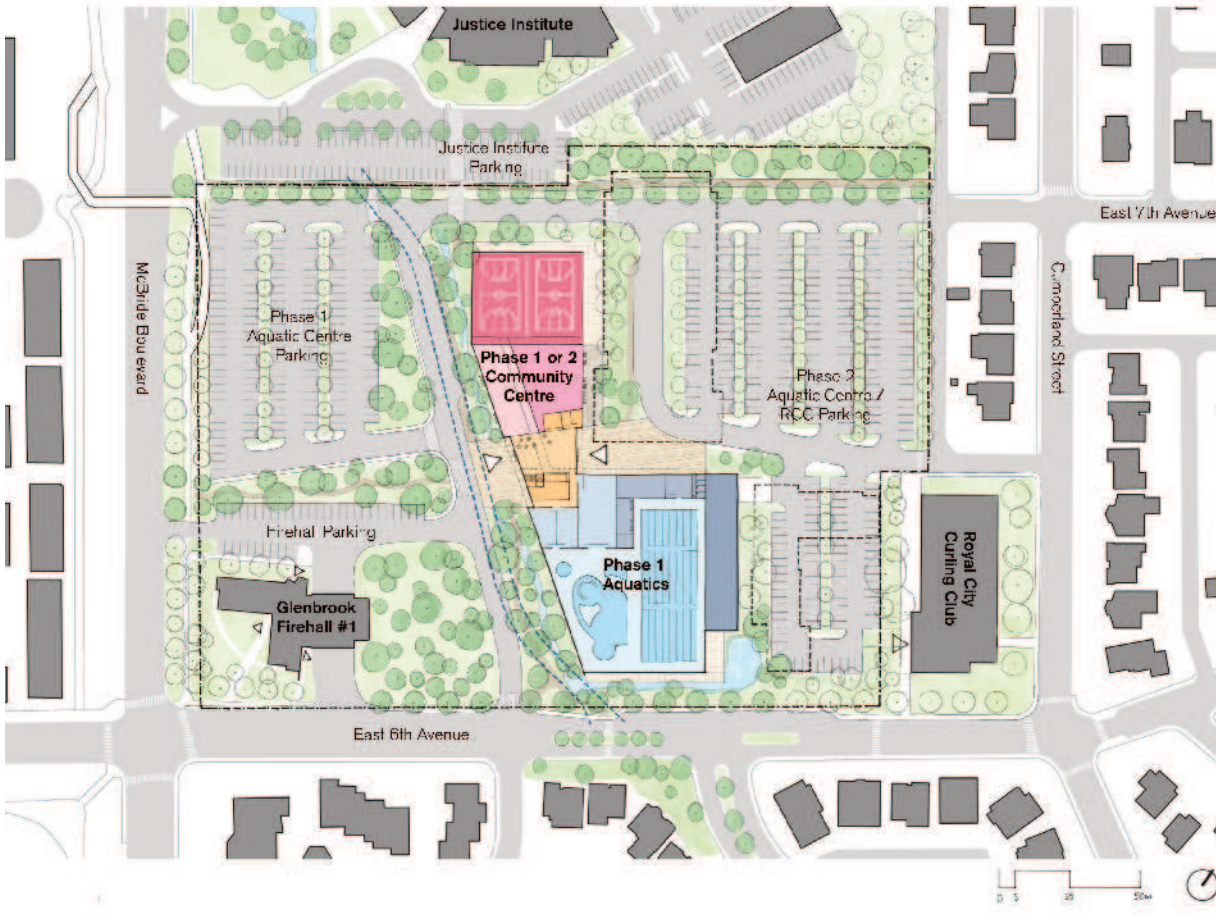 Justice Institute
Justice Institute
Parking
East 7th Avenue
McBride Boulevard
Cumberland Street
Phase 1
Aquatic Centre
Parking
Phase 1 or 2
Community
Centre
Phase 2
Aquatic Centre /
RCC Parking
Firehall Parking
Phase 1
Aquatics
Royal City
Curling Club
Glenbrook
Firehall #1
East 6th Avenue
0 5 25 50m